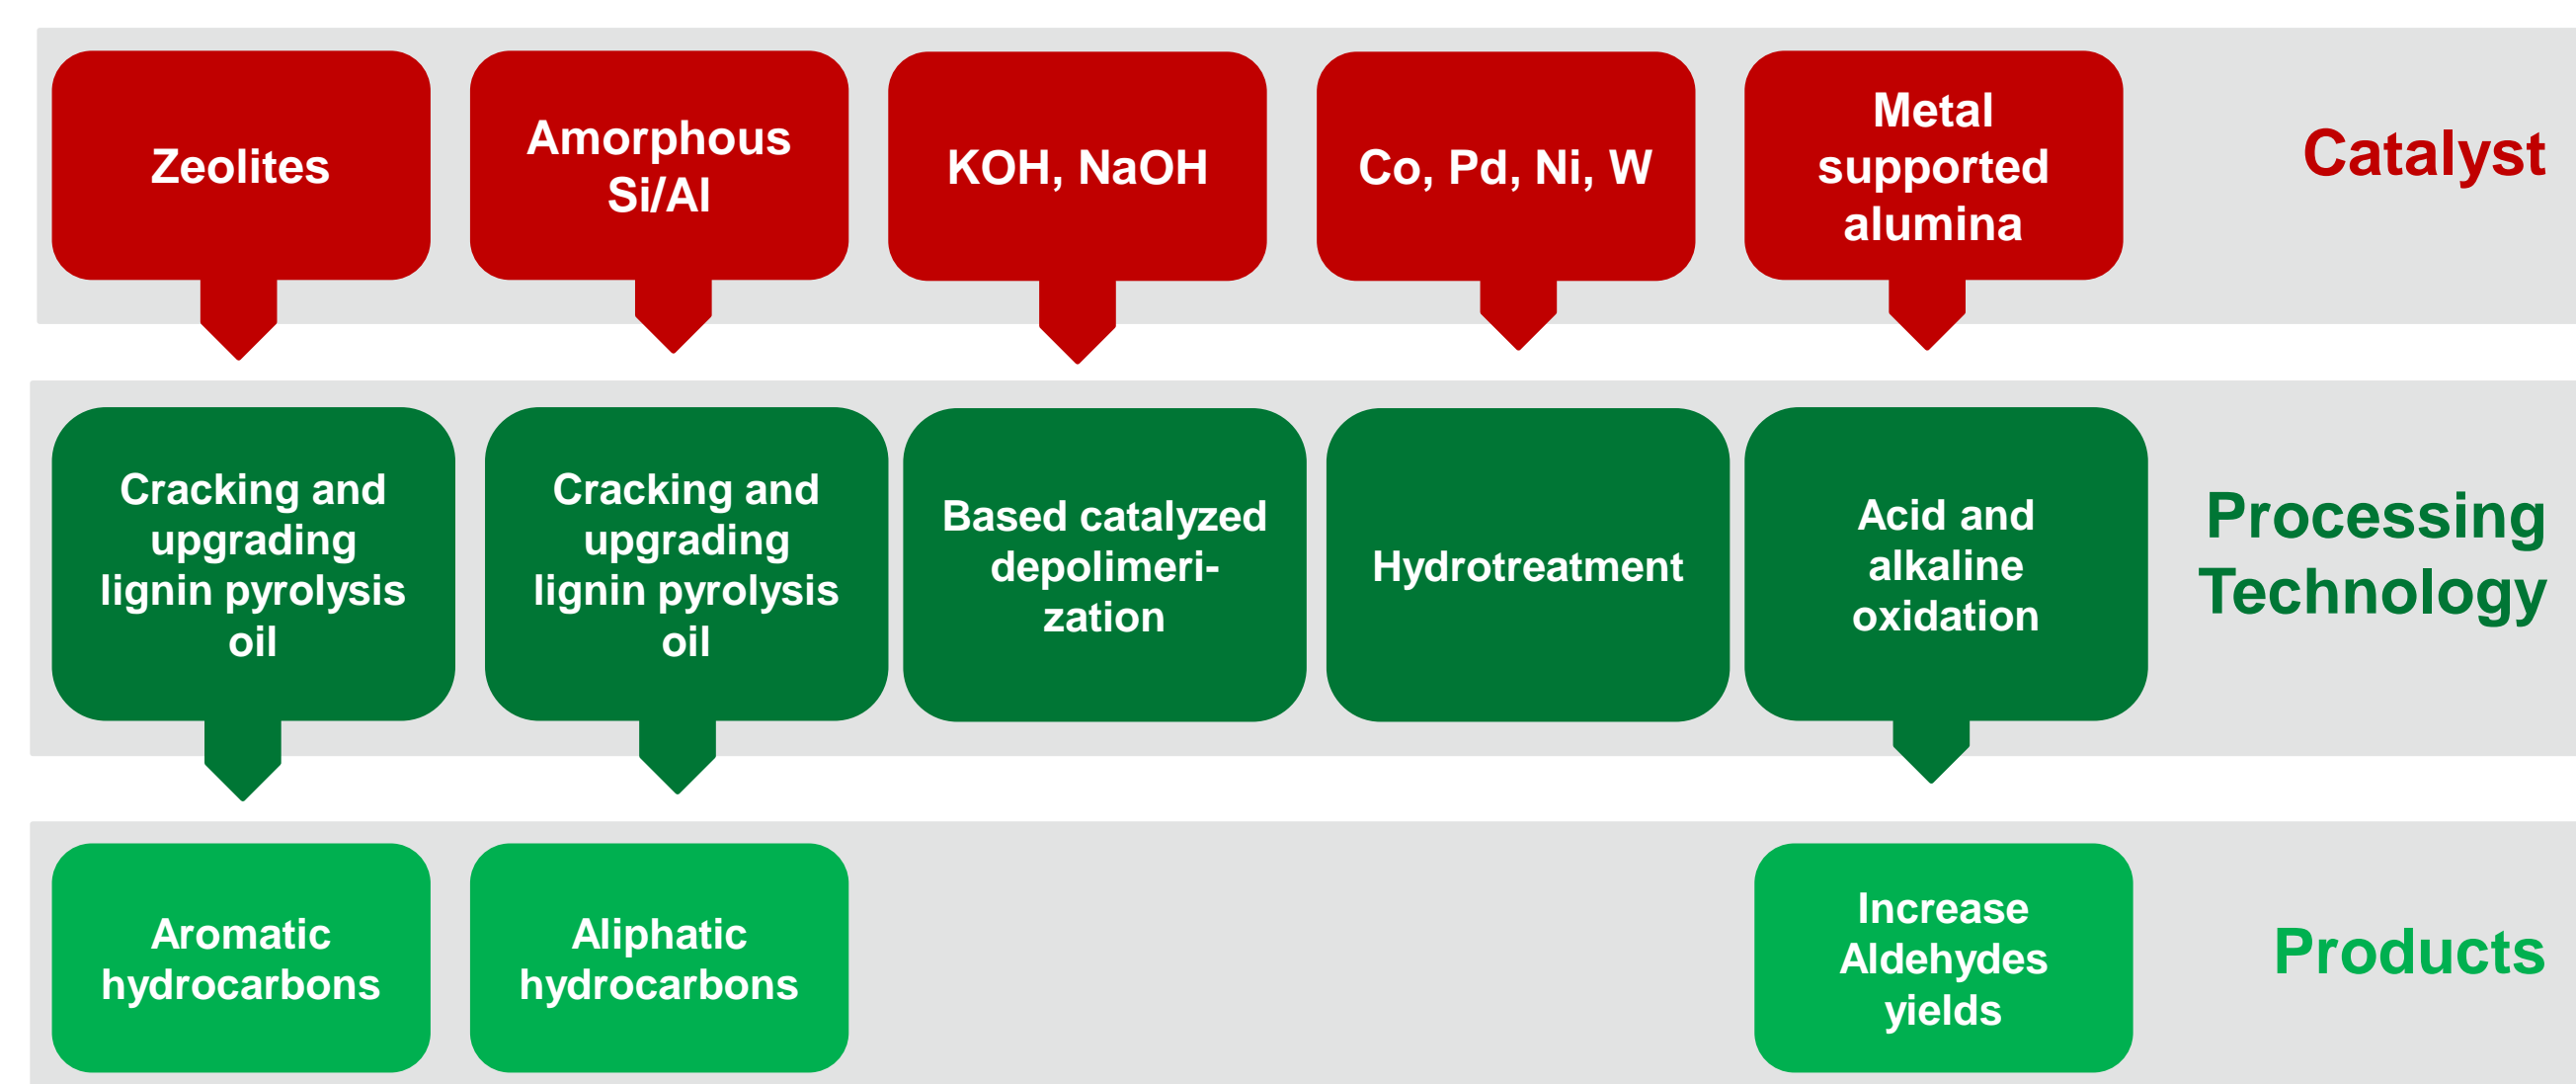 Zeolites
Amorphous
Si/Al
KOH, NaOH
Co, Pd, Ni, W
Metal
supported
alumina
Catalyst
Cracking and
upgrading
lignin pyrolysis
oil
Cracking and
upgrading
lignin pyrolysis
oil
Based catalyzed
depolimeri-
zation
Hydrotreatment
Acid and
alkaline
oxidation
Processing
Technology
Aromatic
hydrocarbons
Aliphatic
hydrocarbons
Increase
Aldehydes
yields
Products